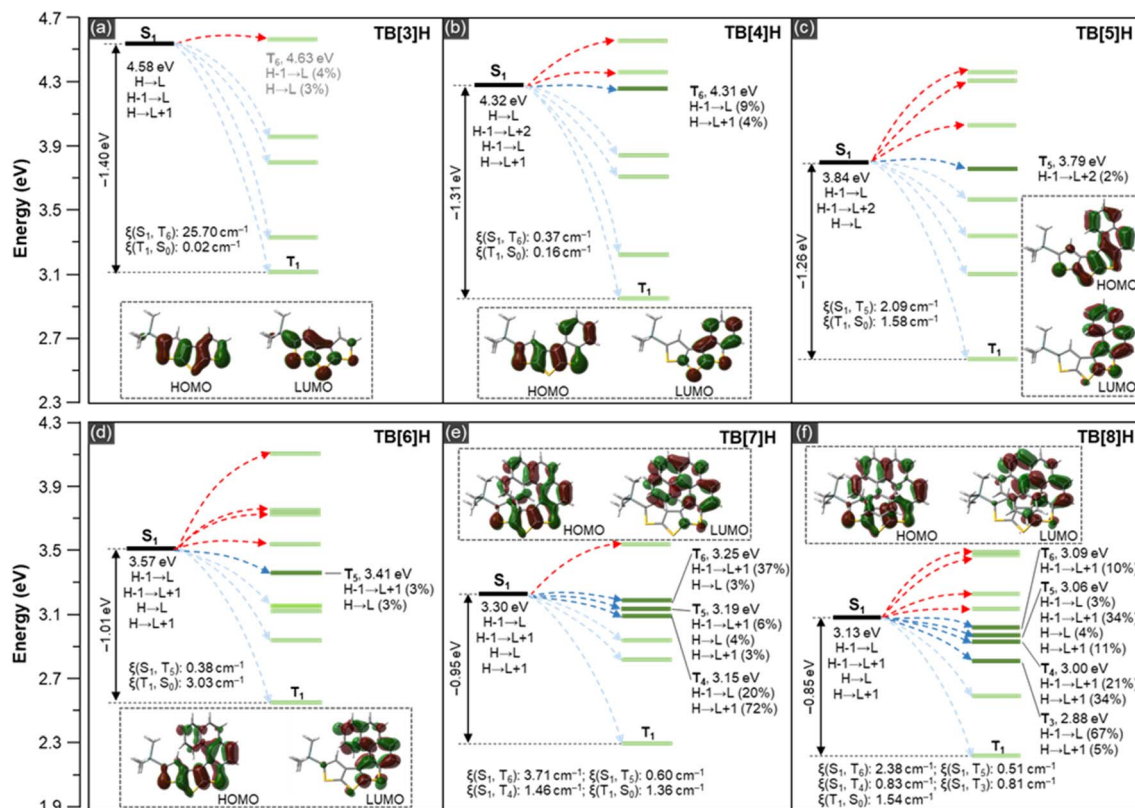 4.7
4.3
3.9
3.5
3.1
2.7
2.3
Energy (eV)
(a)
TB[3]H
S1
4.58 eV
H→L
H-1→L
H→L+1
−1.40 eV
T6, 4.63 eV
H-1→L (4%)
H→L (3%)
ξ(S1, T6): 25.70 cm−1
ξ(T1, S0): 0.02 cm−1
T1
HOMO
LUMO
(b)
TB[4]H
S1
4.32 eV
H→L
H-1→L+2
H-1→L
H→L+1
−1.31 eV
T6, 4.31 eV
H-1→L (9%)
H→L+1 (4%)
ξ(S1, T6): 0.37 cm−1
ξ(T1, S0): 0.16 cm−1
T1
HOMO
LUMO
(c)
TB[5]H
S1
3.84 eV
H-1→L
H-1→L+2
H→L
−1.26 eV
T5, 3.79 eV
H-1→L+2 (2%)
ξ(S1, T5): 2.09 cm−1
ξ(T1, S0): 1.58 cm−1
T1
HOMO
LUMO
4.3
3.9
3.5
3.1
2.7
2.3
1.9
Energy (eV)
(d)
TB[6]H
S1
3.57 eV
H-1→L
H-1→L+1
H→L
H→L+1
−1.01 eV
T5, 3.41 eV
H-1→L+1 (3%)
H→L (3%)
ξ(S1, T5): 0.38 cm−1
ξ(T1, S0): 3.03 cm−1
T1
HOMO
LUMO
(e)
TB[7]H
HOMO
LUMO
S1
3.30 eV
H-1→L
H-1→L+1
H→L
H→L+1
−0.95 eV
T6, 3.25 eV
H-1→L+1 (37%)
H→L (3%)
T5, 3.19 eV
H-1→L+1 (6%)
H→L (4%)
H→L+1 (3%)
T4, 3.15 eV
H-1→L (20%)
H→L+1 (72%)
T1
ξ(S1, T6): 3.71 cm−1; ξ(S1, T5): 0.60 cm−1
ξ(S1, T4): 1.46 cm−1; ξ(T1, S0): 1.36 cm−1
(f)
TB[8]H
HOMO
LUMO
S1
3.13 eV
H-1→L
H-1→L+1
H→L
H→L+1
−0.85 eV
T6, 3.09 eV
H-1→L+1 (10%)
T5, 3.06 eV
H-1→L (3%)
H-1→L+1 (34%)
H→L (4%)
H→L+1 (11%)
T4, 3.00 eV
H-1→L+1 (21%)
H→L+1 (34%)
T3, 2.88 eV
H-1→L (67%)
H→L+1 (5%)
T1
ξ(S1, T6): 2.38 cm−1; ξ(S1, T5): 0.51 cm−1
ξ(S1, T4): 0.83 cm−1; ξ(S1, T3): 0.81 cm−1
ξ(T1, S0): 1.54 cm−1